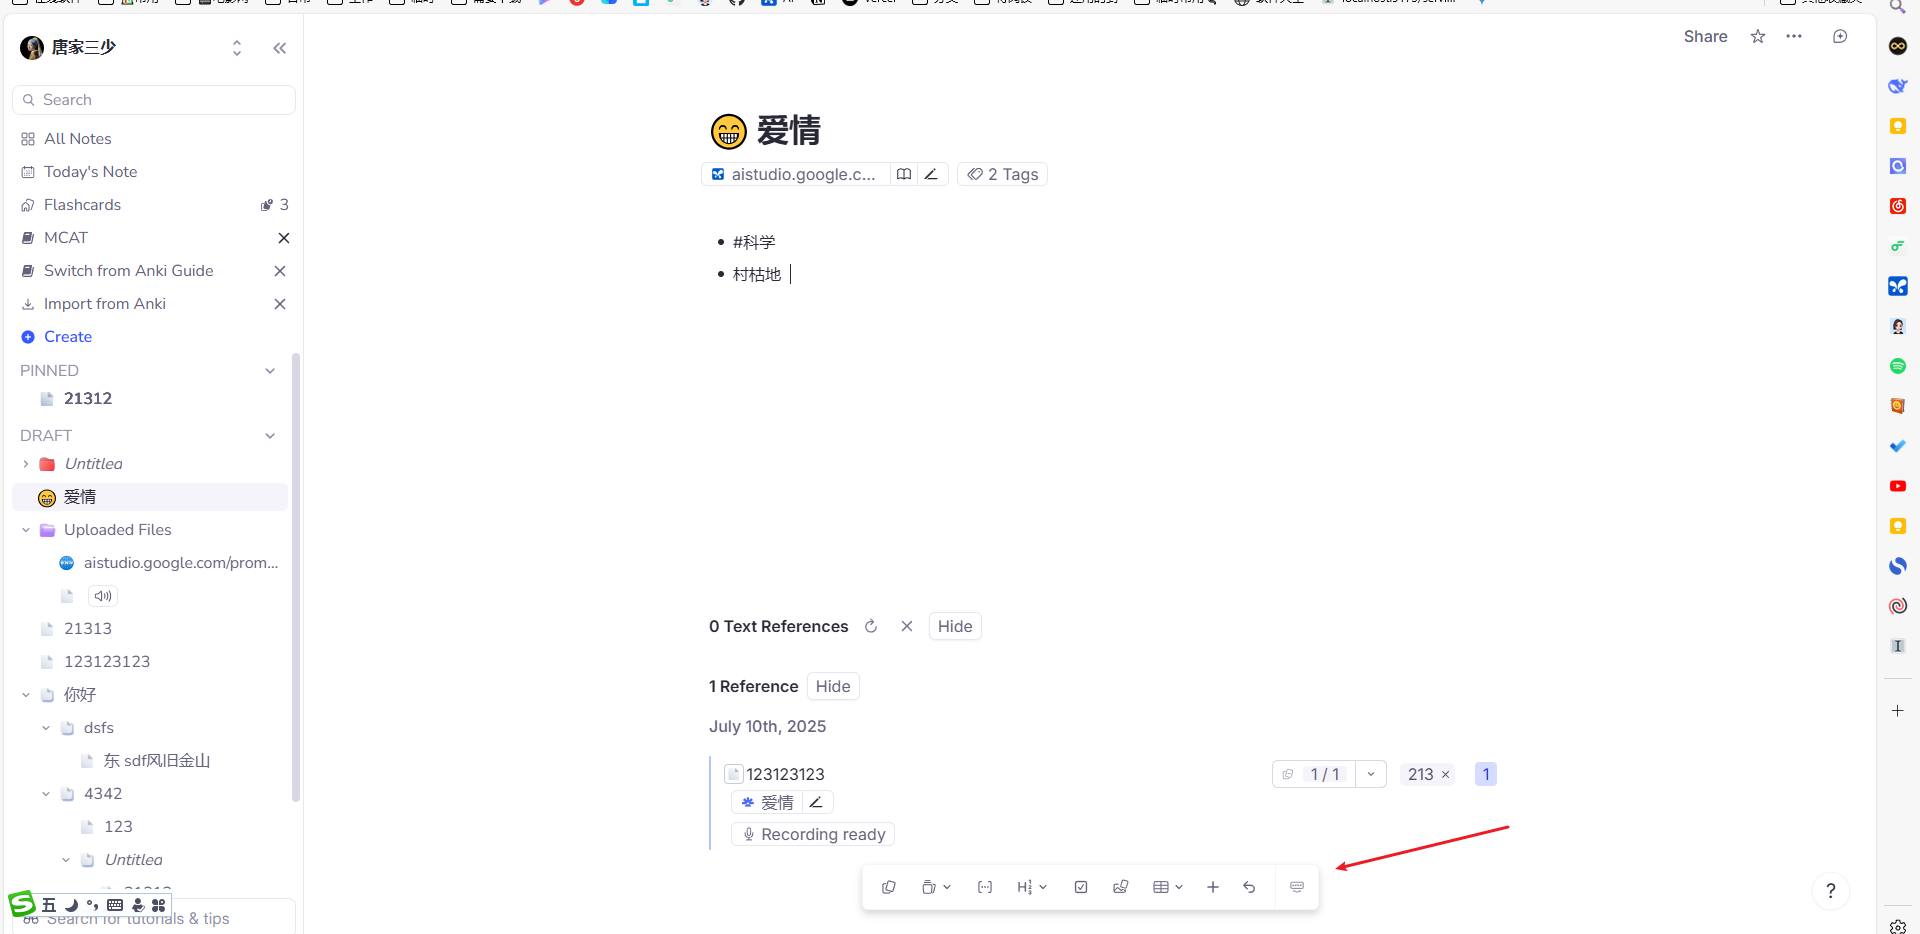 唐家三少
Share
Search
All Notes
Today's Note
Flashcards 3
MCAT
Switch from Anki Guide
Import from Anki
Create
PINNED
21312
DRAFT
Untitled
爱情
Uploaded Files
aistudio.google.com/prom...
21313
123123123
你好
dsfs
东 sdf风旧金山
4342
123
Untitled
五
Search for tutorials & tips
爱情
aistudio.google.c...
2 Tags
#科学
村枯地
0 Text References Hide
1 Reference Hide
July 10th, 2025
123123123 1 / 1 213 × 1
爱情
Recording ready
?